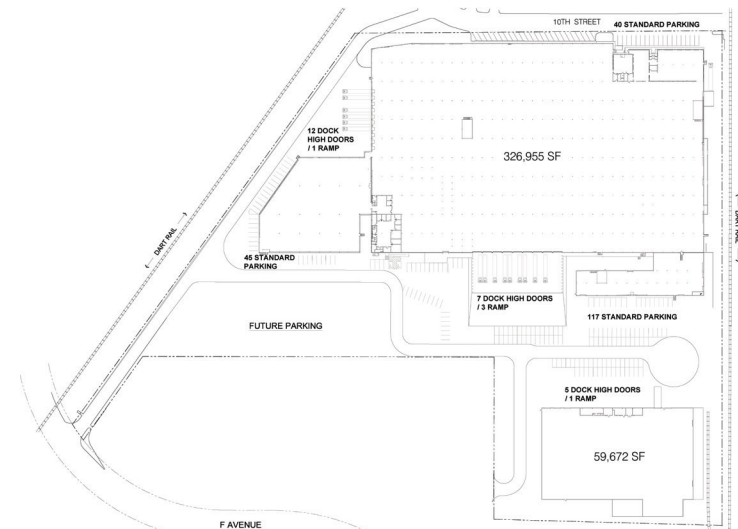 10TH STREET
40 STANDARD PARKING
12 DOCK
HIGH DOORS
/ 1 RAMP
326,955 SF
DART RAIL
45 STANDARD
PARKING
7 DOCK HIGH DOORS
/ 3 RAMP
117 STANDARD PARKING
FUTURE PARKING
5 DOCK HIGH DOORS
/ 1 RAMP
59,672 SF
F AVENUE